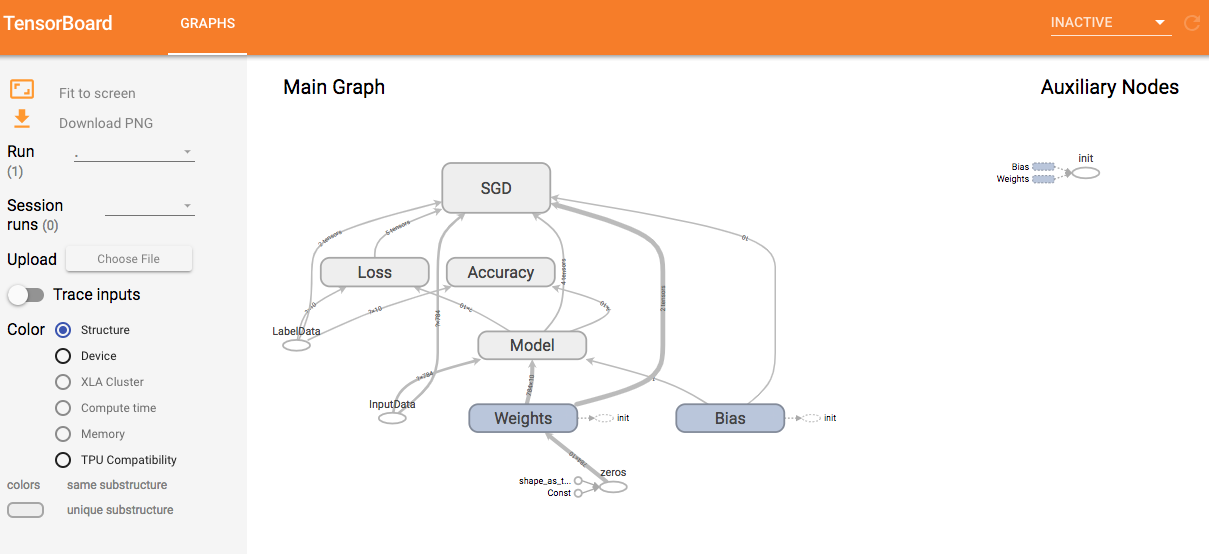 TensorBoard
GRAPHS
INACTIVE
Fit to screen
Download PNG
Run
(1)
.
Session
runs (0)
Upload
Choose File
Trace inputs
Color
Structure
Device
XLA Cluster
Compute time
Memory
TPU Compatibility
colors
same substructure
unique substructure
Main Graph
Auxiliary Nodes
SGD
2 tensors
5 tensors
Loss
Accuracy
4 tensors
2 tensors
10
?×10
?×10
?×784
LabelData
Model
?×784
784×10
InputData
Weights
init
Bias
init
784×10
zeros
shape_as_t...
Const
Bias
Weights
init